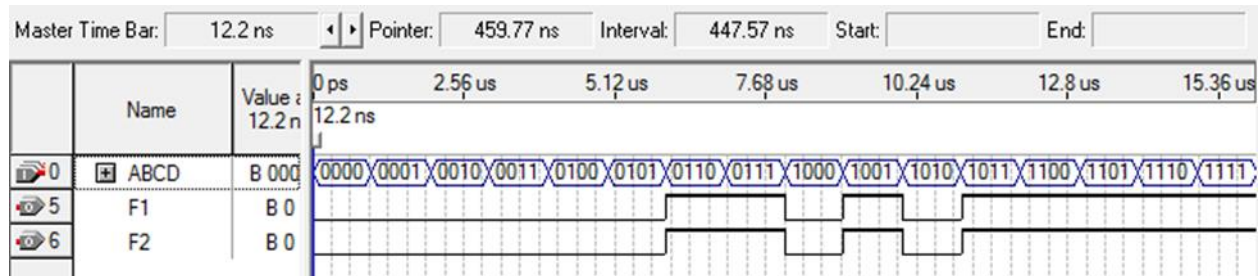 Master Time Bar: 12.2 ns Pointer: 459.77 ns Interval: 447.57 ns Start: End:
Name Value a 12.2 n 0 ps 2.56 us 5.12 us 7.68 us 10.24 us 12.8 us 15.36 us
12.2 ns
0 ABCD B 000 0000 0001 0010 0011 0100 0101 0110 0111 1000 1001 1010 1011 1100 1101 1110 1111
5 F1 B 0
6 F2 B 0